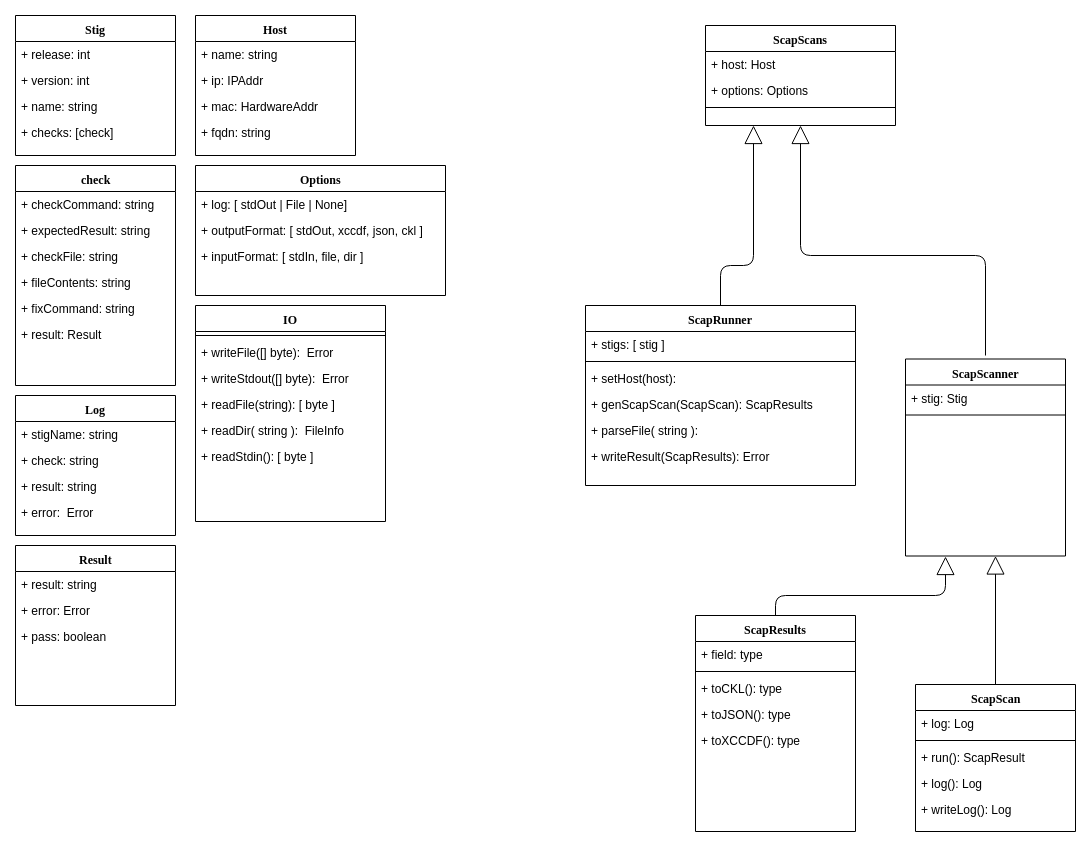 Stig
+ release: int
+ version: int
+ name: string
+ checks: [check]
Host
+ name: string
+ ip: IPAddr
+ mac: HardwareAddr
+ fqdn: string
check
+ checkCommand: string
+ expectedResult: string
+ checkFile: string
+ fileContents: string
+ fixCommand: string
+ result: Result
Options
+ log: [ stdOut | File | None]
+ outputFormat: [ stdOut, xccdf, json, ckl ]
+ inputFormat: [ stdIn, file, dir ]
IO
+ writeFile([] byte):  Error
+ writeStdout([] byte):  Error
+ readFile(string): [ byte ]
+ readDir( string ):  FileInfo
+ readStdin(): [ byte ]
Log
+ stigName: string
+ check: string
+ result: string
+ error:  Error
Result
+ result: string
+ error: Error
+ pass: boolean
ScapScans
+ host: Host
+ options: Options
ScapRunner
+ stigs: [ stig ]
+ setHost(host):
+ genScapScan(ScapScan): ScapResults
+ parseFile( string ):
+ writeResult(ScapResults): Error
ScapScanner
+ stig: Stig
ScapResults
+ field: type
+ toCKL(): type
+ toJSON(): type
+ toXCCDF(): type
ScapScan
+ log: Log
+ run(): ScapResult
+ log(): Log
+ writeLog(): Log